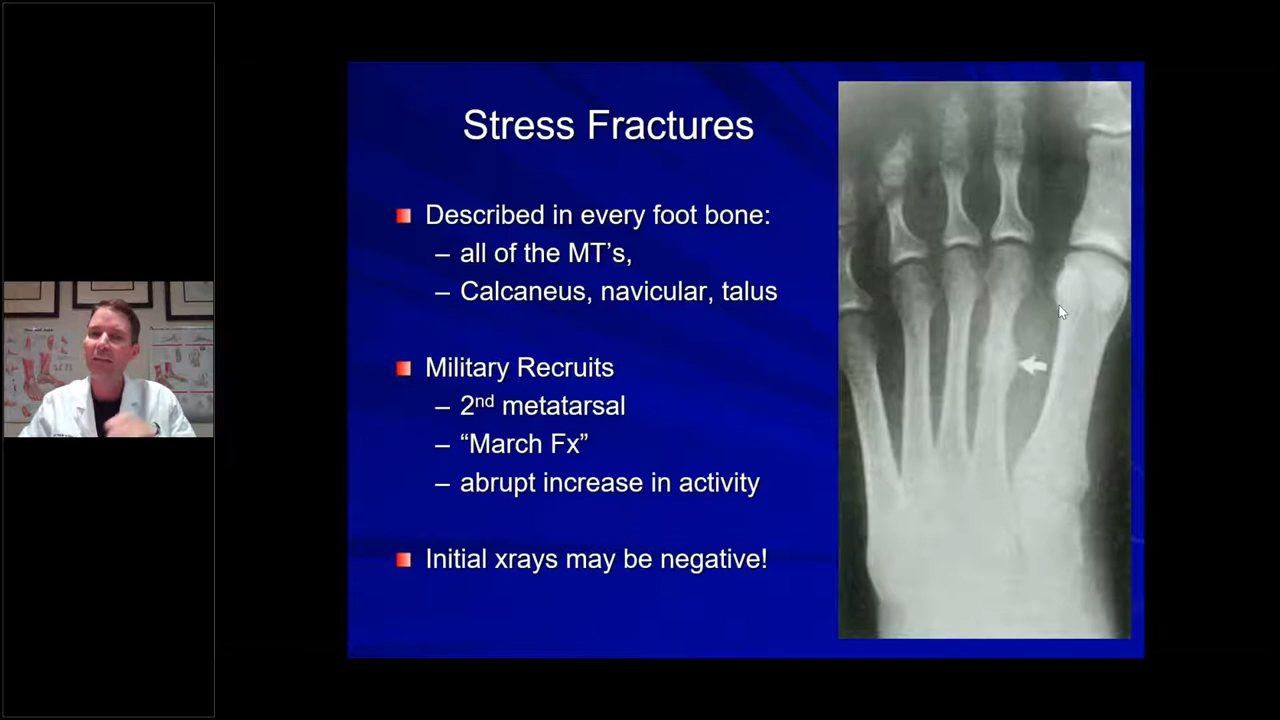 Stress Fractures
Described in every foot bone:
– all of the MT’s,
– Calcaneus, navicular, talus
Military Recruits
– 2nd metatarsal
– “March Fx”
– abrupt increase in activity
Initial xrays may be negative!